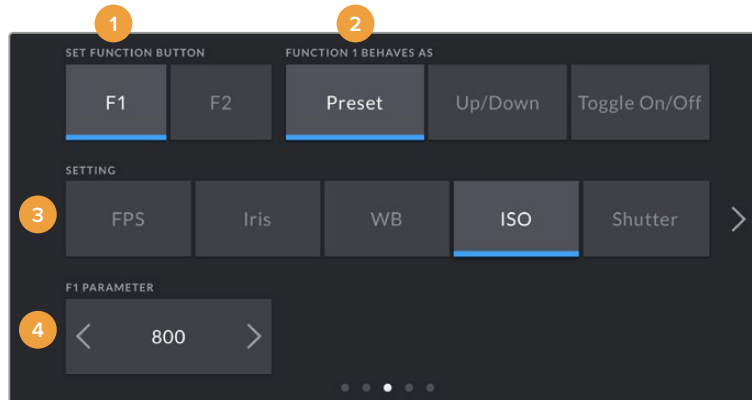 1 2
SET FUNCTION BUTTON FUNCTION 1 BEHAVES AS
F1 F2 Preset Up/Down Toggle On/Off
SETTING
3 FPS Iris WB ISO Shutter
F1 PARAMETER
4 800